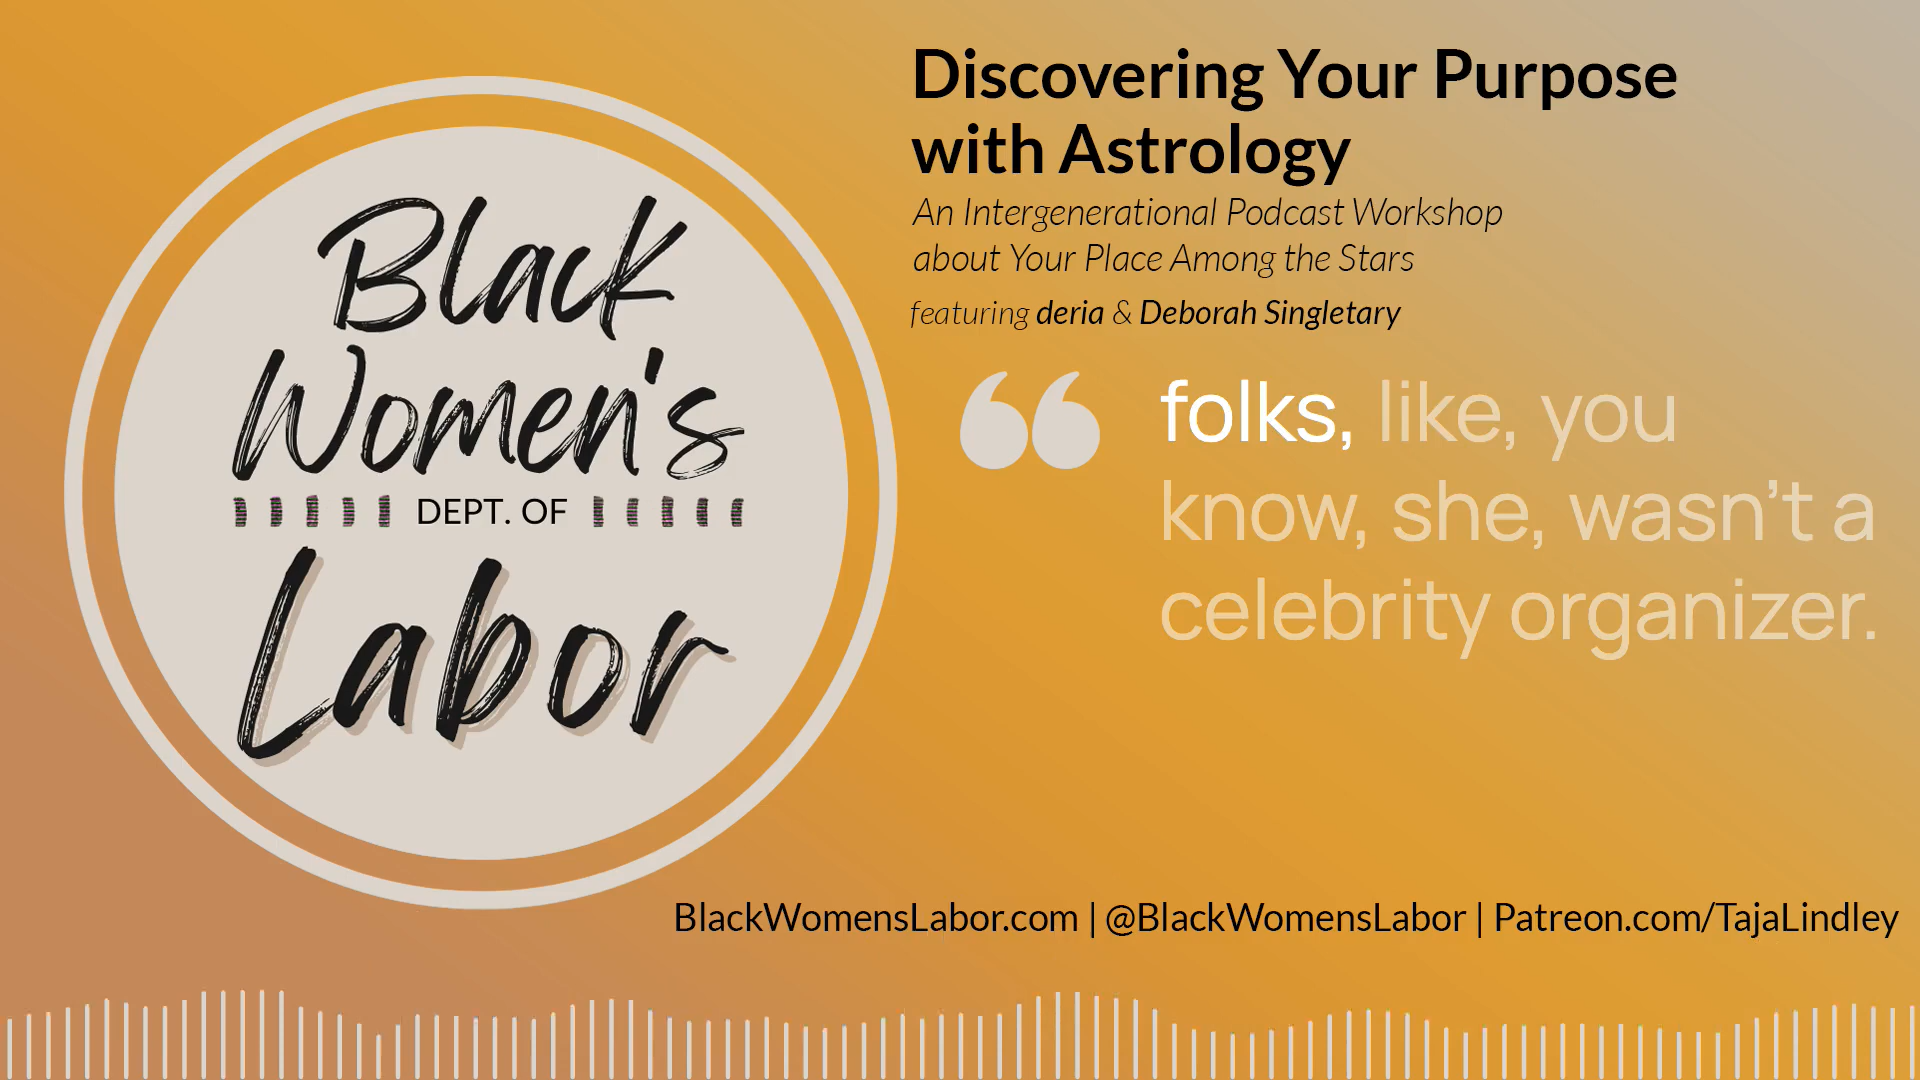 Black
Women's
DEPT. OF
Labor
Discovering Your Purpose
with Astrology
An Intergenerational Podcast Workshop
about Your Place Among the Stars
featuring deria & Deborah Singletary
“ folks, like, you
know, she, wasn’t a
celebrity organizer.
BlackWomensLabor.com | @BlackWomensLabor | Patreon.com/TajaLindley